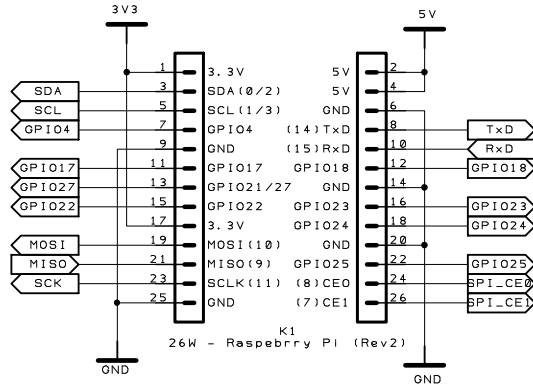 3V3
5V
1 3.3V 5V 2
SDA 3 SDA(0/2) 5V 4
SCL 5 SCL(1/3) GND 6
GPIO4 7 GPIO4 (14)TxD 8 TxD
9 GND (15)RxD 10 RxD
GPIO17 11 GPIO17 GPIO18 12 GPIO18
GPIO27 13 GPIO21/27 GND 14
GPIO22 15 GPIO22 GPIO23 16 GPIO23
17 3.3V GPIO24 18 GPIO24
MOSI 19 MOSI(10) GND 20
MISO 21 MISO(9) GPIO25 22 GPIO25
SCK 23 SCLK(11) (8)CE0 24 SPI_CE0
25 GND (7)CE1 26 SPI_CE1
K1
26W - Raspebrry PI (Rev2)
GND
GND